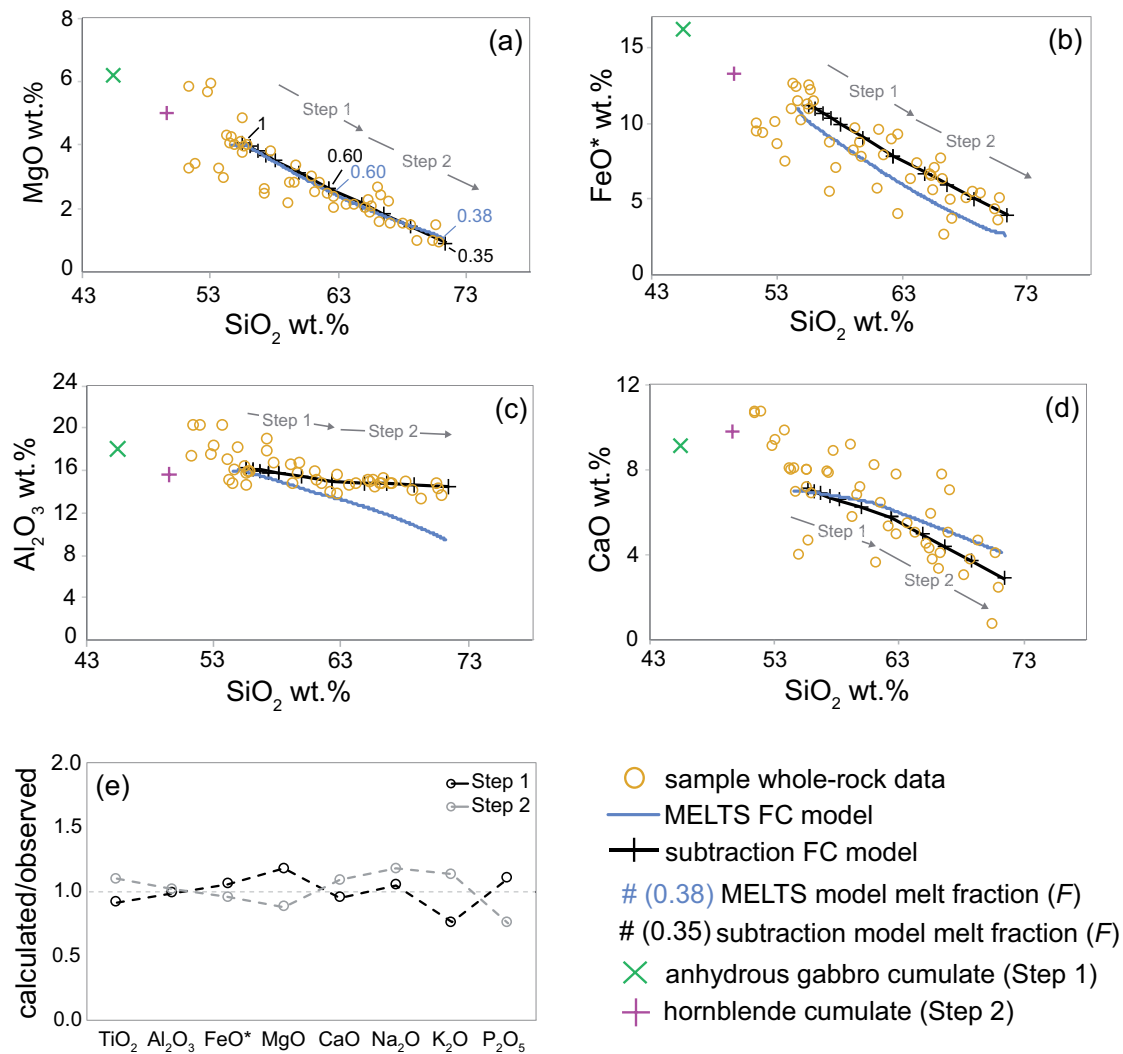 (a)
MgO wt.%
8
6
4
2
0
43 53 63 73
SiO₂ wt.%
Step 1
Step 2
1
0.60
0.60
0.38
0.35
(b)
FeO* wt.%
15
10
5
0
43 53 63 73
SiO₂ wt.%
Step 1
Step 2
(c)
Al₂O₃ wt.%
24
20
16
12
8
4
0
43 53 63 73
SiO₂ wt.%
Step 1
Step 2
(d)
CaO wt.%
12
8
4
0
43 53 63 73
SiO₂ wt.%
Step 1
Step 2
(e)
calculated/observed
2.0
1.5
1.0
0.5
0.0
Step 1
Step 2
TiO₂ Al₂O₃ FeO* MgO CaO Na₂O K₂O P₂O₅
sample whole-rock data
MELTS FC model
subtraction FC model
# (0.38) MELTS model melt fraction (F)
# (0.35) subtraction model melt fraction (F)
anhydrous gabbro cumulate (Step 1)
hornblende cumulate (Step 2)